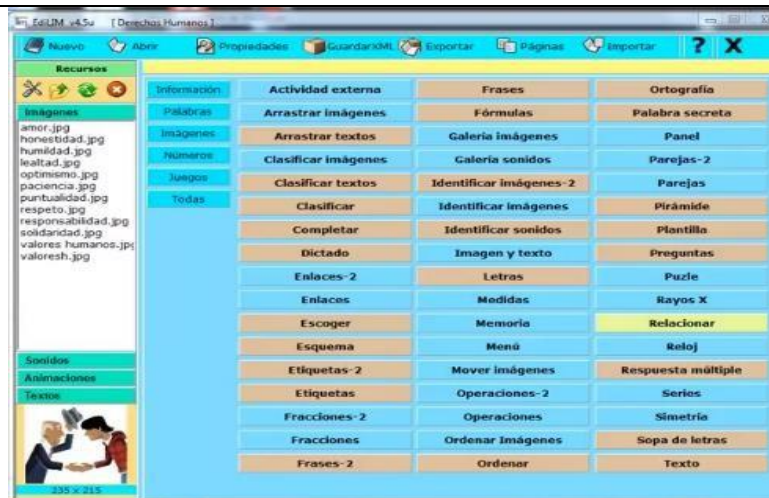 EdiLIM v4.5u [ Derechos Humanos ]
Nuevo Abrir Propiedades GuardarXML Exportar Páginas Importar ? X
Recursos
Imágenes
amor.jpg
honestidad.jpg
humildad.jpg
lealtad.jpg
optimismo.jpg
paciencia.jpg
puntualidad.jpg
respeto.jpg
responsabilidad.jpg
solidaridad.jpg
valores humanos.jpg
valoresh.jpg
Sonidos
Animaciones
Textos
235 x 215
Información
Palabras
Imágenes
Números
Juegos
Todas
Actividad externa Frases Ortografía
Arrastrar imágenes Fórmulas Palabra secreta
Arrastrar textos Galería imágenes Panel
Clasificar imágenes Galería sonidos Parejas-2
Clasificar textos Identificar imágenes-2 Parejas
Clasificar Identificar imágenes Pirámide
Completar Identificar sonidos Plantilla
Dictado Imagen y texto Preguntas
Enlaces-2 Letras Puzle
Enlaces Medidas Rayos X
Escoger Memoria Relacionar
Esquema Menú Reloj
Etiquetas-2 Mover imágenes Respuesta múltiple
Etiquetas Operaciones-2 Series
Fracciones-2 Operaciones Simetría
Fracciones Ordenar Imágenes Sopa de letras
Frases-2 Ordenar Texto